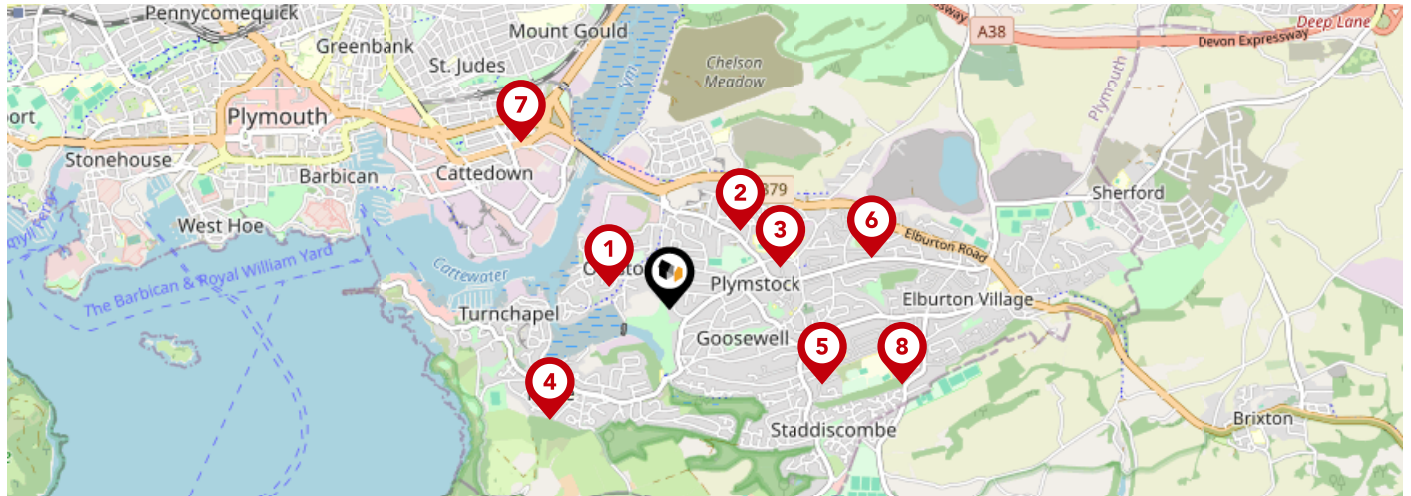 Pennycomequick
Greenbank
Mount Gould
St. Judes
Chelson
Meadow
A38
Deep Lane
Devon Expressway
Plymouth
Plymouth
Stonehouse
Barbican
Cattedown
7
West Hoe
The Barbican & Royal William Yard
Cattewater
Turnchapel
1
2
3
6
Plymstock
Elburton Road
Sherford
Elburton Village
Goosewell
5
8
4
Staddiscombe
Brixton